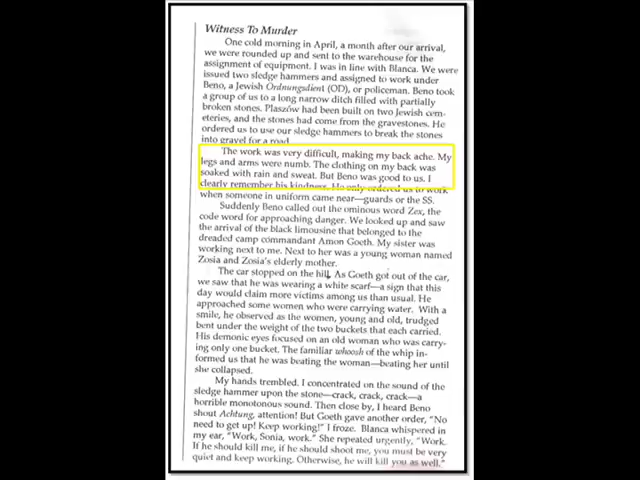 Witness To Murder
One cold morning in April, a month after our arrival,
we were rounded up and sent to the warehouse for the
assignment of equipment. I was in line with Blanca. We were
issued two sledge hammers and assigned to work under
Beno, a Jewish Ordnungsdient (OD), or policeman. Beno took
a group of us to a long narrow ditch filled with partially
broken stones. Plaszów had been built on two Jewish cem-
eteries, and the stones had come from the gravestones. He
ordered us to use our sledge hammers to break the stones
into gravel for a road.
The work was very difficult, making my back ache. My
legs and arms were numb. The clothing on my back was
soaked with rain and sweat. But Beno was good to us. I
clearly remember his kindness. He only ordered us to work
when someone in uniform came near—guards or the SS.
Suddenly Beno called out the ominous word Zex, the
code word for approaching danger. We looked up and saw
the arrival of the black limousine that belonged to the
dreaded camp commandant Amon Goeth. My sister was
working next to me. Next to her was a young woman named
Zosia and Zosia's elderly mother.
The car stopped on the hill. As Goeth got out of the car,
we saw that he was wearing a white scarf—a sign that this
day would claim more victims among us than usual. He
approached some women who were carrying water. With a
smile, he observed as the women, young and old, trudged
bent under the weight of the two buckets that each carried.
His demonic eyes focused on an old woman who was carry-
ing only one bucket. The familiar whoosh of the whip in-
formed us that he was beating the woman—beating her until
she collapsed.
My hands trembled. I concentrated on the sound of the
sledge hammer upon the stone—crack, crack, crack—a
horrible monotonous sound. Then close by, I heard Beno
shout Achtung, attention! But Goeth gave another order, "No
need to get up! Keep working!" I froze. Blanca whispered in
my ear, "Work, Sonia, work." She repeated urgently, "Work.
If he should kill me, if he should shoot me, you must be very
quiet and keep working. Otherwise, he will kill you as well."